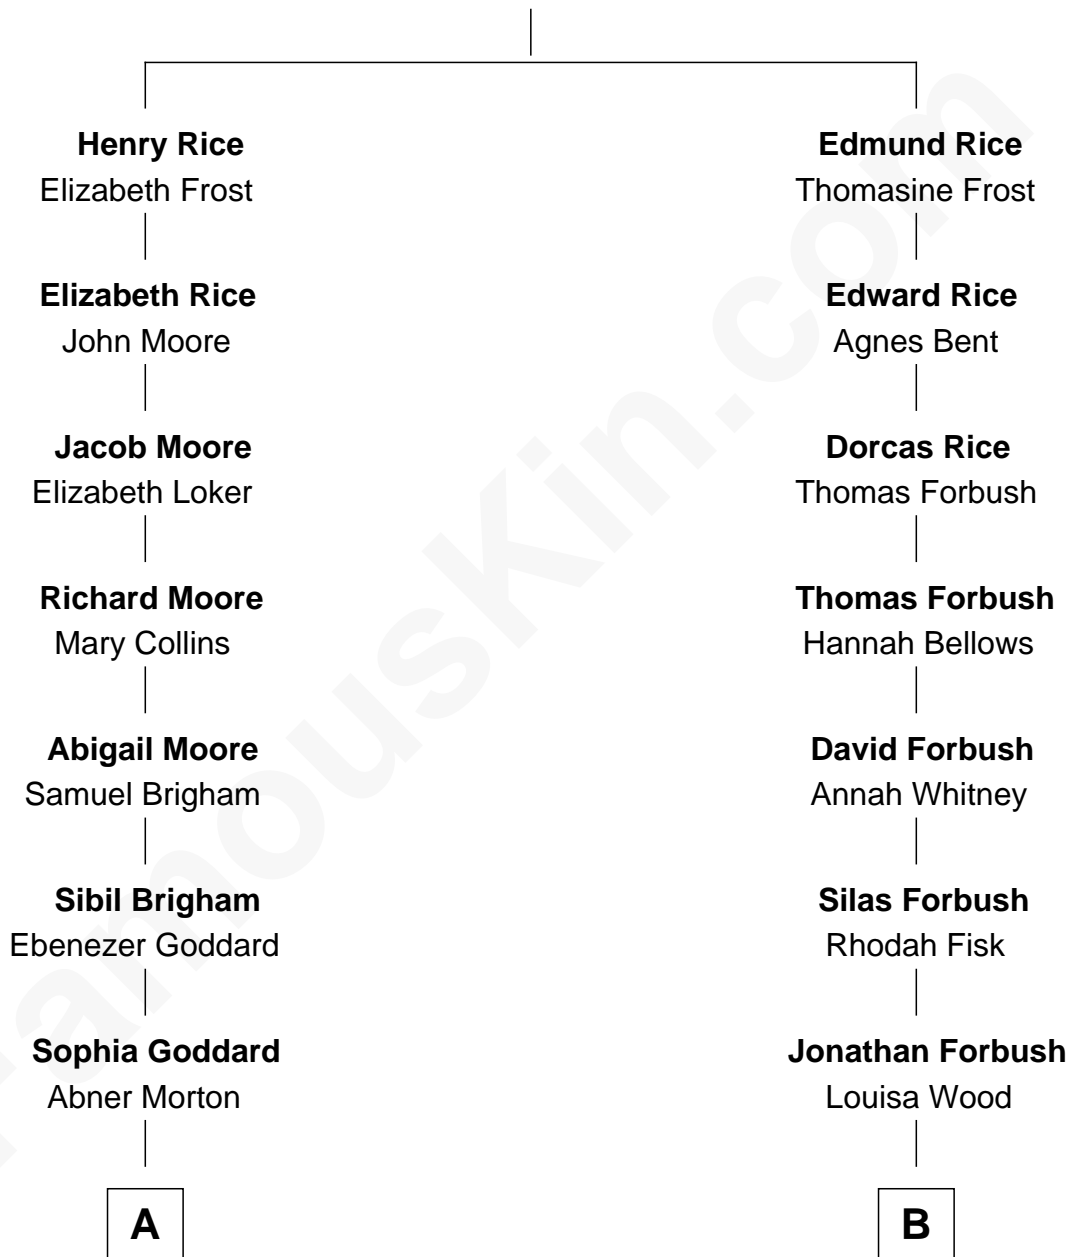 Henry Rice
Elizabeth Frost
Elizabeth Rice
John Moore
Jacob Moore
Elizabeth Loker
Richard Moore
Mary Collins
Abigail Moore
Samuel Brigham
Sibil Brigham
Ebenezer Goddard
Sophia Goddard
Abner Morton
A
Edmund Rice
Thomasine Frost
Edward Rice
Agnes Bent
Dorcas Rice
Thomas Forbush
Thomas Forbush
Hannah Bellows
David Forbush
Annah Whitney
Silas Forbush
Rhodah Fisk
Jonathan Forbush
Louisa Wood
B
FamousKin.com